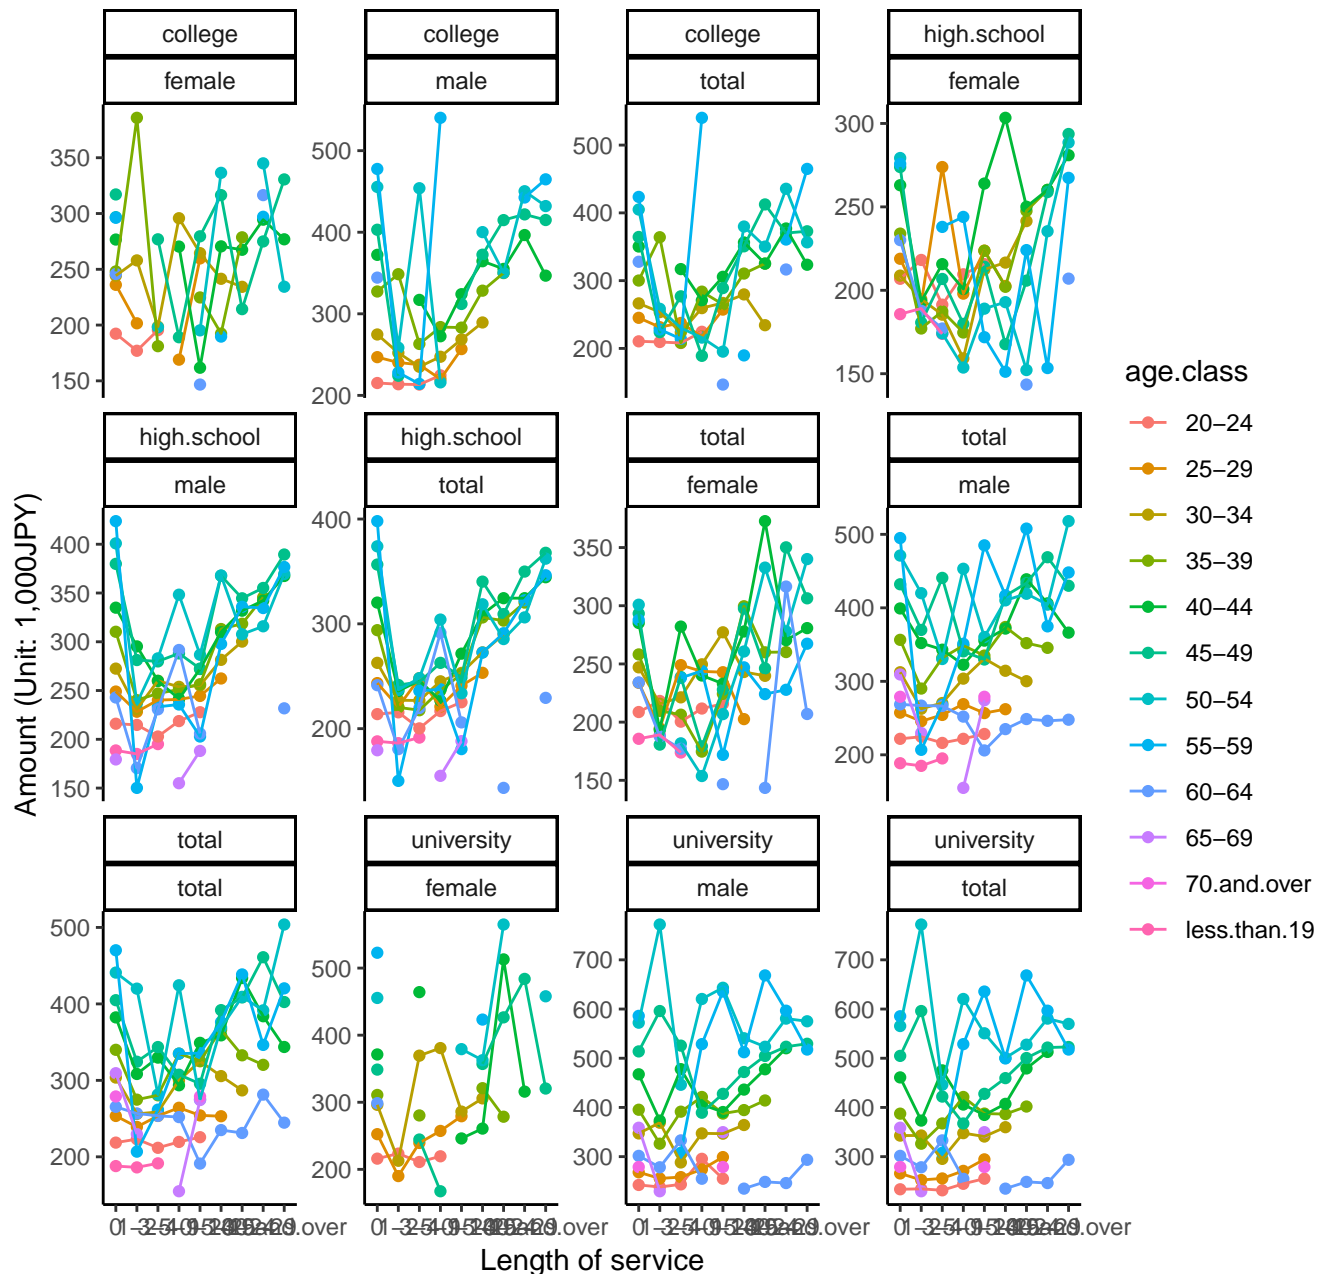 college
college
college
high.school
female
male
total
female
350
300
250
200
150
500
400
300
200
500
400
300
200
300
250
200
150
high.school
high.school
total
total
male
total
female
male
400
350
300
250
200
150
400
300
200
350
300
250
200
150
500
400
300
200
total
university
university
university
total
female
male
total
500
400
300
200
500
400
300
200
700
600
500
400
300
700
600
500
400
300
Amount (Unit: 1,000JPY)
Length of service
age.class
20−24
25−29
30−34
35−39
40−44
45−49
50−54
55−59
60−64
65−69
70.and.over
less.than.19